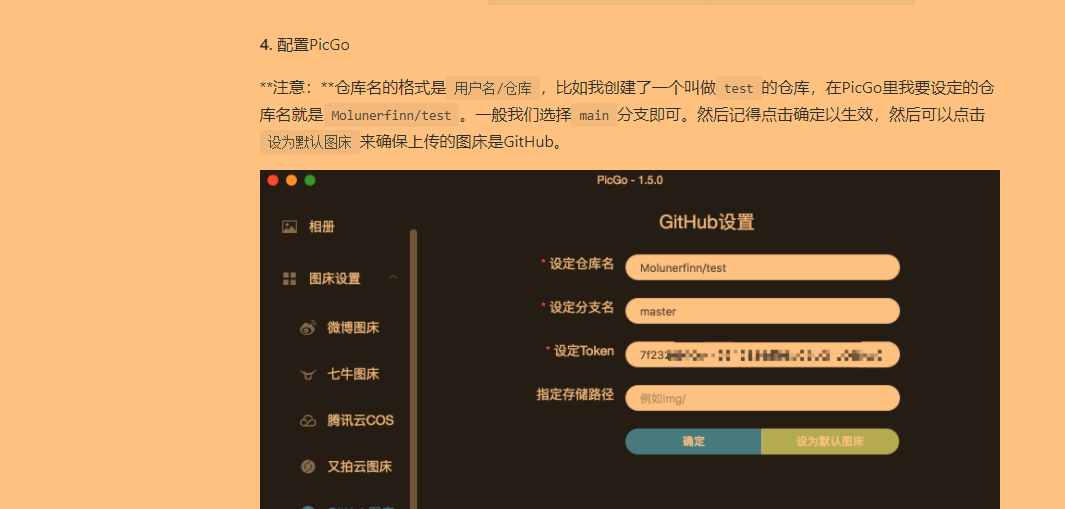 4. 配置PicGo
**注意：**仓库名的格式是 用户名/仓库 ，比如我创建了一个叫做 test 的仓库，在PicGo里我要设定的仓
库名就是 Molunerfinn/test 。一般我们选择 main 分支即可。然后记得点击确定以生效，然后可以点击
设为默认图床 来确保上传的图床是GitHub。
PicGo - 1.5.0
相册
图床设置
微博图床
七牛图床
腾讯云COS
又拍云图床
GitHub设置
* 设定仓库名 Molunerfinn/test
* 设定分支名 master
* 设定Token 7f232
指定存储路径 例如img/
确定 设为默认图床